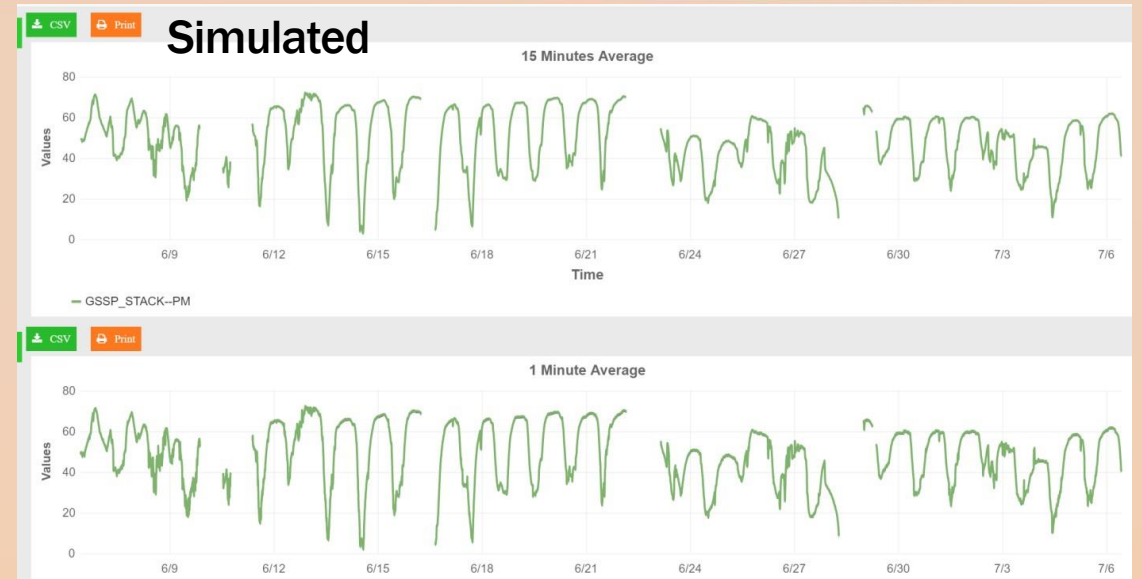 CSV Print Simulated
15 Minutes Average
80
60
40
20
0
Values
6/9 6/12 6/15 6/18 6/21 6/24 6/27 6/30 7/3 7/6
Time
GSSP_STACK--PM
CSV Print
1 Minute Average
80
60
40
20
0
Values
6/9 6/12 6/15 6/18 6/21 6/24 6/27 6/30 7/3 7/6